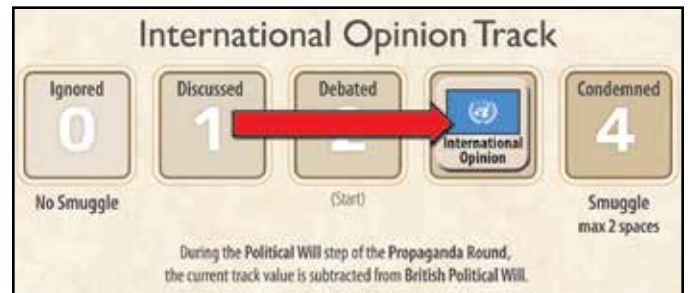 International Opinion Track
Ignored
0
Discussed
1
Debated
2
International
Opinion
Condemned
4
No Smuggle
(Start)
Smuggle
max 2 spaces
During the Political Will step of the Propaganda Round,
the current track value is subtracted from British Political Will.